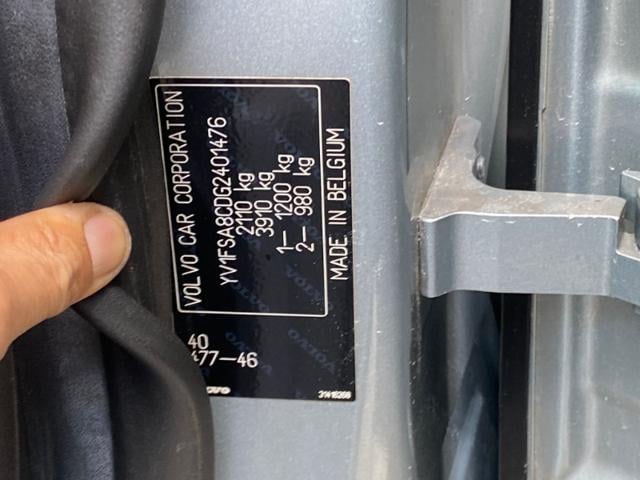 VOLVO CAR CORPORATION
YV1FSA8CDG2401476
2110 kg
3910 kg
1— 1200 kg
2— 980 kg
MADE IN BELGIUM
40
477—46